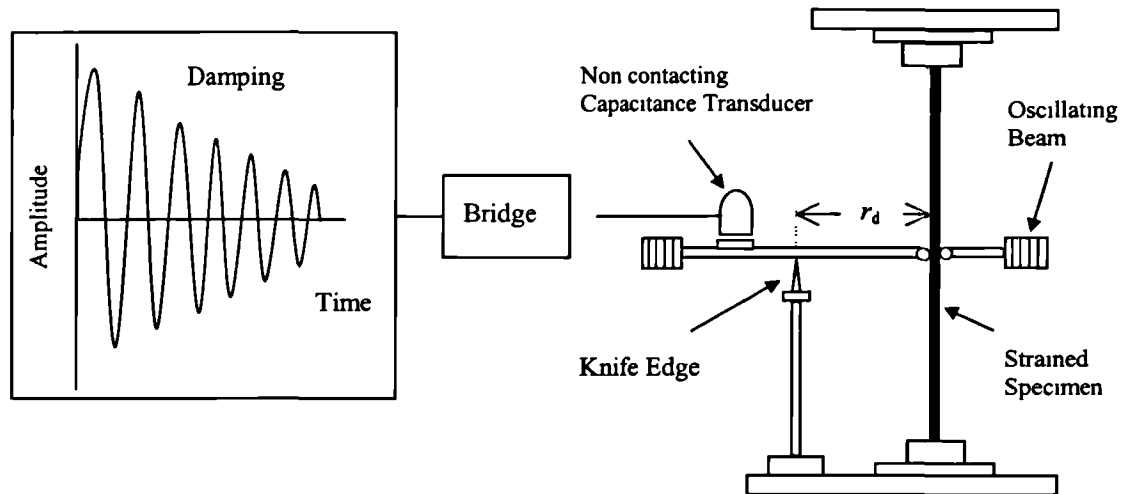 Damping
Amplitude
Time
Bridge
Non contacting
Capacitance Transducer
r_d
Oscillating
Beam
Knife Edge
Strained
Specimen